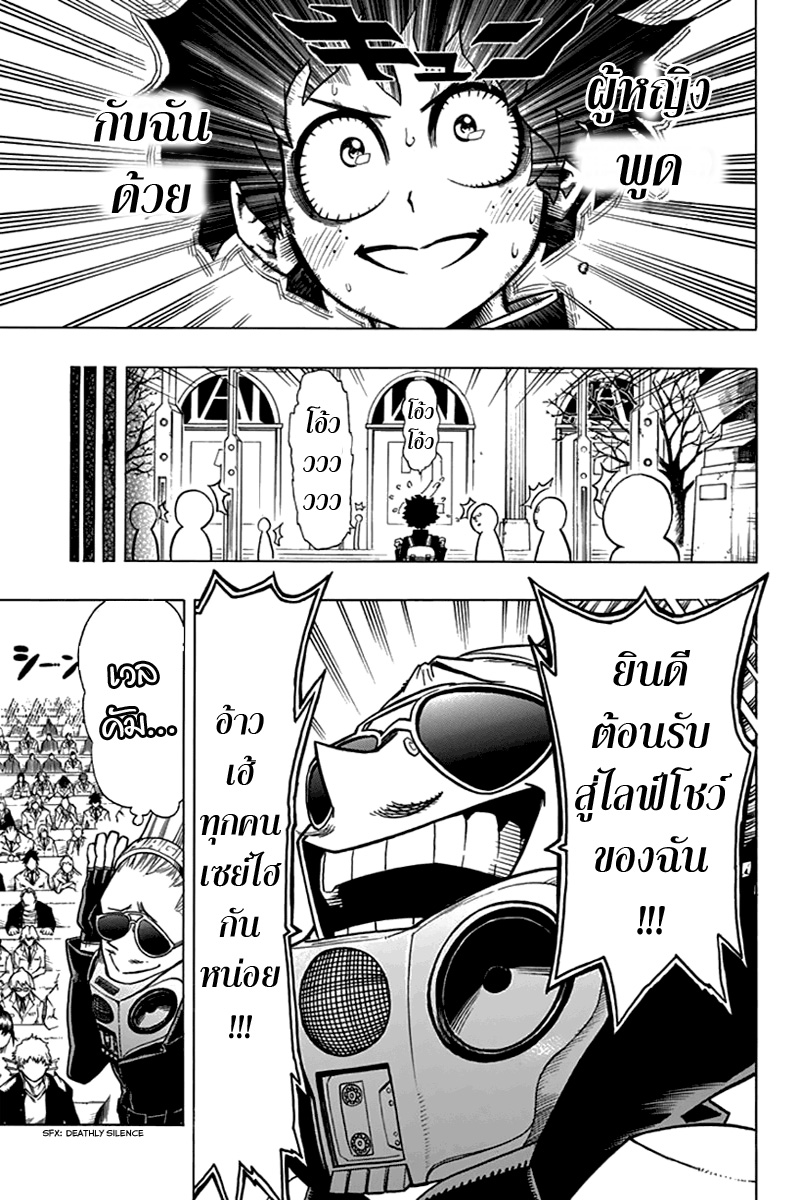 キュン
ผู้หญิง
พูด
กับฉัน
ด้วย
โอ้ว
โอ้ว
โอ้ว
ววว
ววว
ยินดี
ต้อนรับ
สู่ไลฟ์โชว์
ของฉัน
!!!
อ้าว
เฮ้
ทุกคน
เซย์ไฮ
กัน
หน่อย
!!!
เวล
คัม...
シーン
SFX: DEATHLY SILENCE